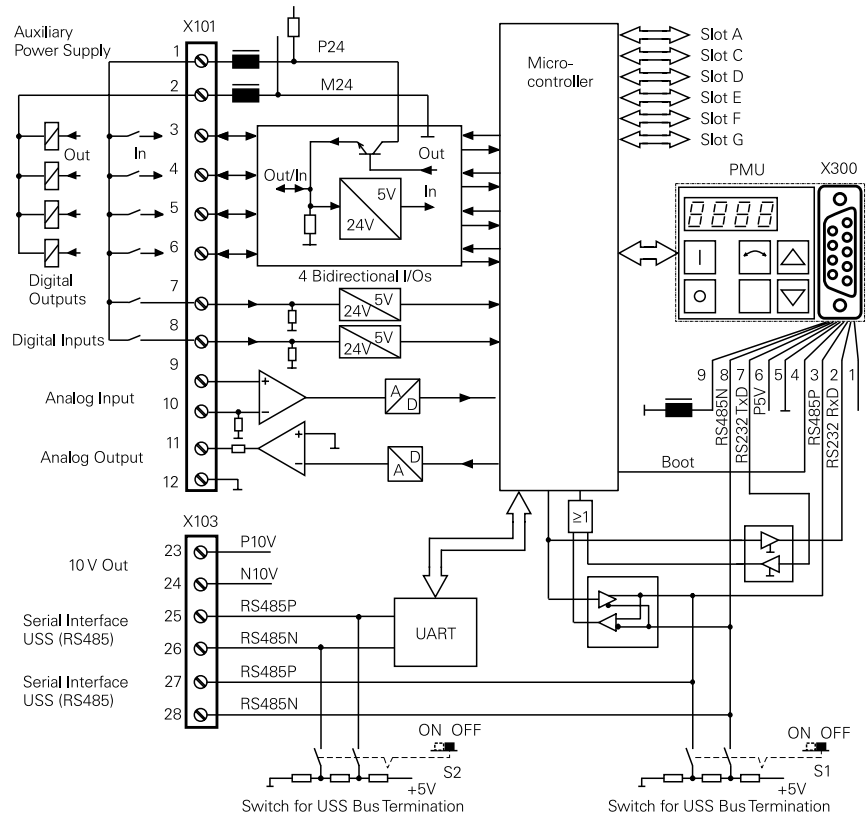 X101
Auxiliary
Power Supply
1
P24
2
M24
3
4
5
6
7
8
9
10
11
12
Out
In
Out
Out/In
In
5V
24V
4 Bidirectional I/Os
Digital
Outputs
5V
24V
5V
24V
Digital Inputs
Analog Input
+
−
A
D
Analog Output
+
−
D
A
Micro-
controller
Slot A
Slot C
Slot D
Slot E
Slot F
Slot G
PMU
X300
8888
I
O
9 8 7 6 5 4 3 2 1
RS485N
RS232 TxD
P5V
RS485P
RS232 RxD
Boot
≥1
UART
X103
10 V Out
23
P10V
24
N10V
Serial Interface
USS (RS485)
25
RS485P
26
RS485N
Serial Interface
USS (RS485)
27
RS485P
28
RS485N
ON OFF
S2
+5V
Switch for USS Bus Termination
ON OFF
S1
+5V
Switch for USS Bus Termination